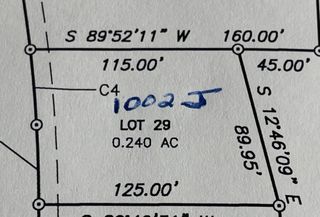 S 89°52'11" W 160.00'
115.00' 45.00'
C4
1002 J
LOT 29
0.240 AC
S 12°46'09" E
89.95'
125.00'